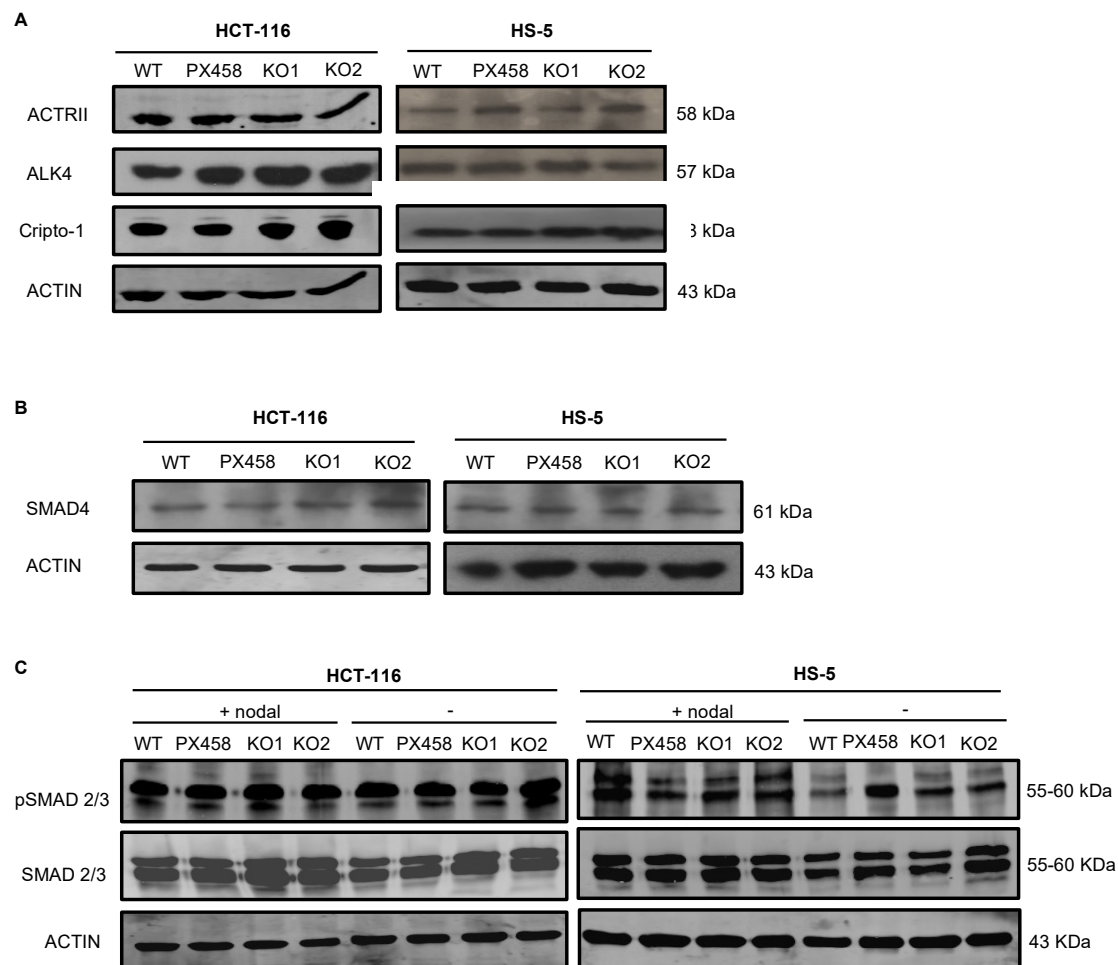 A
HCT-116 HS-5
WT PX458 KO1 KO2 WT PX458 KO1 KO2
ACTRII 58 kDa
ALK4 57 kDa
Cripto-1 kDa
ACTIN 43 kDa
B
HCT-116 HS-5
WT PX458 KO1 KO2 WT PX458 KO1 KO2
SMAD4 61 kDa
ACTIN 43 kDa
C
HCT-116 HS-5
+ nodal - + nodal -
WT PX458 KO1 KO2 WT PX458 KO1 KO2 WT PX458 KO1 KO2 WT PX458 KO1 KO2
pSMAD 2/3 55-60 kDa
SMAD 2/3 55-60 KDa
ACTIN 43 KDa